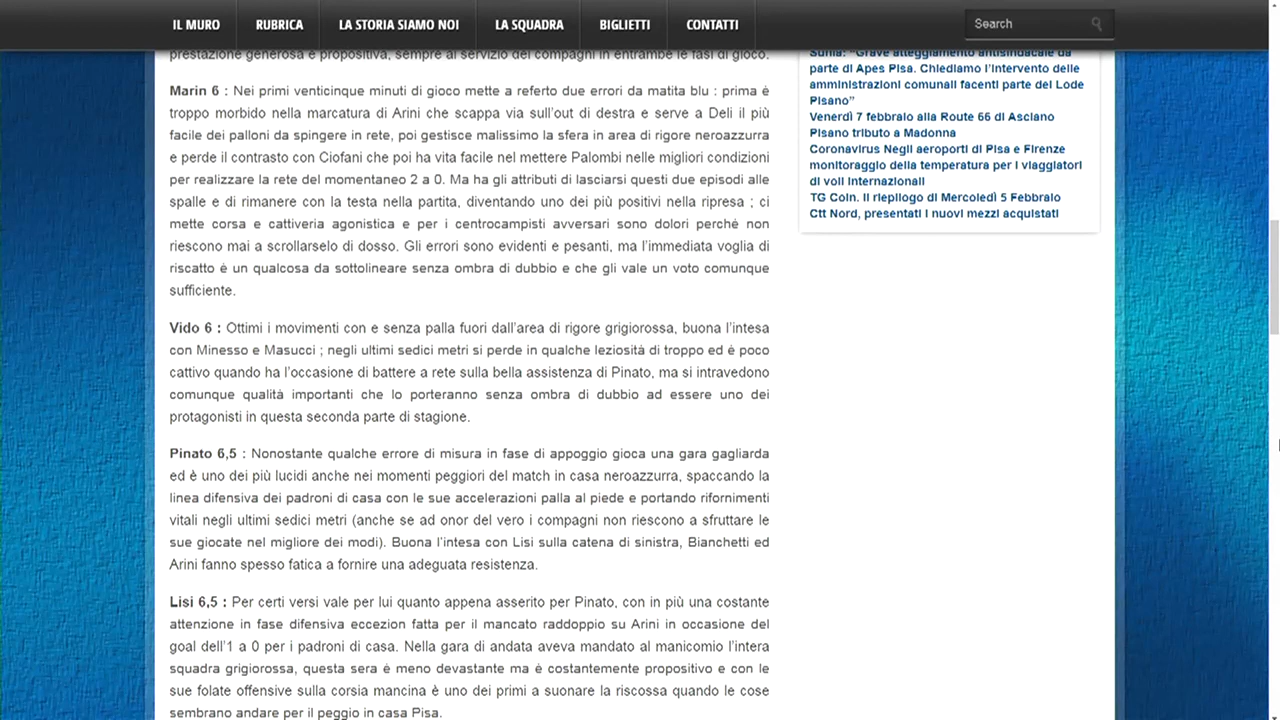 IL MURO
RUBRICA
LA STORIA SIAMO NOI
LA SQUADRA
BIGLIETTI
CONTATTI
Search
prestazione generosa e propositiva, sempre al servizio dei compagni in entrambe le fasi di gioco.
Marin 6 : Nei primi venticinque minuti di gioco mette a referto due errori da matita blu : prima è
troppo morbido nella marcatura di Arini che scappa via sull'out di destra e serve a Deli il più
facile dei palloni da spingere in rete, poi gestisce malissimo la sfera in area di rigore neroazzurra
e perde il contrasto con Ciofani che poi ha vita facile nel mettere Palombi nelle migliori condizioni
per realizzare la rete del momentaneo 2 a 0. Ma ha gli attributi di lasciarsi questi due episodi alle
spalle e di rimanere con la testa nella partita, diventando uno dei più positivi nella ripresa ; ci
mette corsa e cattiveria agonistica e per i centrocampisti avversari sono dolori perché non
riescono mai a scrollarselo di dosso. Gli errori sono evidenti e pesanti, ma l'immediata voglia di
riscatto è un qualcosa da sottolineare senza ombra di dubbio e che gli vale un voto comunque
sufficiente.
Vido 6 : Ottimi i movimenti con e senza palla fuori dall'area di rigore grigiorossa, buona l'intesa
con Minesso e Masucci ; negli ultimi sedici metri si perde in qualche leziosità di troppo ed è poco
cattivo quando ha l'occasione di battere a rete sulla bella assistenza di Pinato, ma si intravedono
comunque qualità importanti che lo porteranno senza ombra di dubbio ad essere uno dei
protagonisti in questa seconda parte di stagione.
Pinato 6,5 : Nonostante qualche errore di misura in fase di appoggio gioca una gara gagliarda
ed è uno dei più lucidi anche nei momenti peggiori del match in casa neroazzurra, spaccando la
linea difensiva dei padroni di casa con le sue accelerazioni palla al piede e portando rifornimenti
vitali negli ultimi sedici metri (anche se ad onor del vero i compagni non riescono a sfruttare le
sue giocate nel migliore dei modi). Buona l'intesa con Lisi sulla catena di sinistra, Bianchetti ed
Arini fanno spesso fatica a fornire una adeguata resistenza.
Lisi 6,5 : Per certi versi vale per lui quanto appena asserito per Pinato, con in più una costante
attenzione in fase difensiva eccezion fatta per il mancato raddoppio su Arini in occasione del
goal dell'1 a 0 per i padroni di casa. Nella gara di andata aveva mandato al manicomio l'intera
squadra grigiorossa, questa sera è meno devastante ma è costantemente propositivo e con le
sue folate offensive sulla corsia mancina è uno dei primi a suonare la riscossa quando le cose
sembrano andare per il peggio in casa Pisa.
Sunia: "Grave atteggiamento antisindacale da
parte di Apes Pisa. Chiediamo l'intervento delle
amministrazioni comunali facenti parte del Lode
Pisano"
Venerdì 7 febbraio alla Route 66 di Asciano
Pisano tributo a Madonna
Coronavirus Negli aeroporti di Pisa e Firenze
monitoraggio della temperatura per i viaggiatori
di voli internazionali
TG Coin. Il riepilogo di Mercoledì 5 Febbraio
Ctt Nord, presentati i nuovi mezzi acquistati